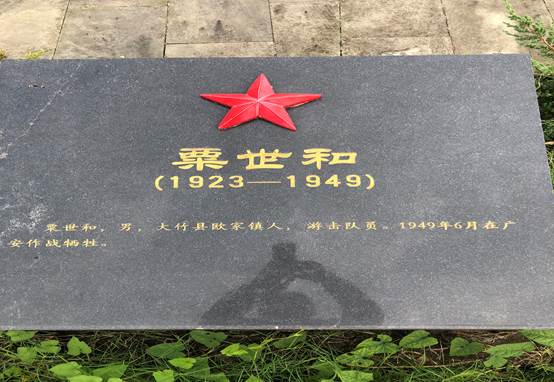 粟世和
(1923—1949)
粟世和，男，大竹县欧家镇人，游击队员。1949年6月在广
安作战牺牲。